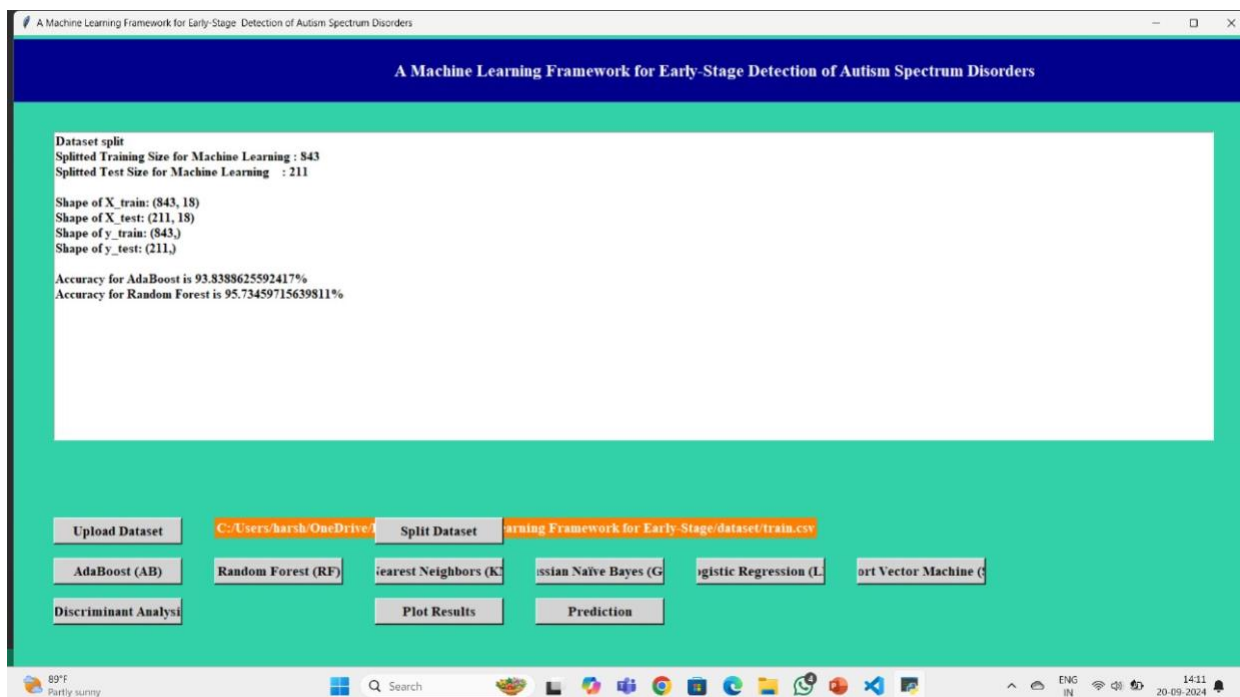 A Machine Learning Framework for Early-Stage Detection of Autism Spectrum Disorders
A Machine Learning Framework for Early-Stage Detection of Autism Spectrum Disorders
Dataset split
Splitted Training Size for Machine Learning : 843
Splitted Test Size for Machine Learning : 211
Shape of X_train: (843, 18)
Shape of X_test: (211, 18)
Shape of y_train: (843,)
Shape of y_test: (211,)
Accuracy for AdaBoost is 93.8388625592417%
Accuracy for Random Forest is 95.73459715639811%
Upload Dataset C:/Users/harsh/OneDrive/ Split Dataset arning Framework for Early-Stage/dataset/train.csv
AdaBoost (AB) Random Forest (RF) earest Neighbors (K ssian Naïve Bayes (G gistic Regression (L ort Vector Machine (
Discriminant Analysi Plot Results Prediction
89°F
Partly sunny
Search
4
ENG
IN
14:11
20-09-2024